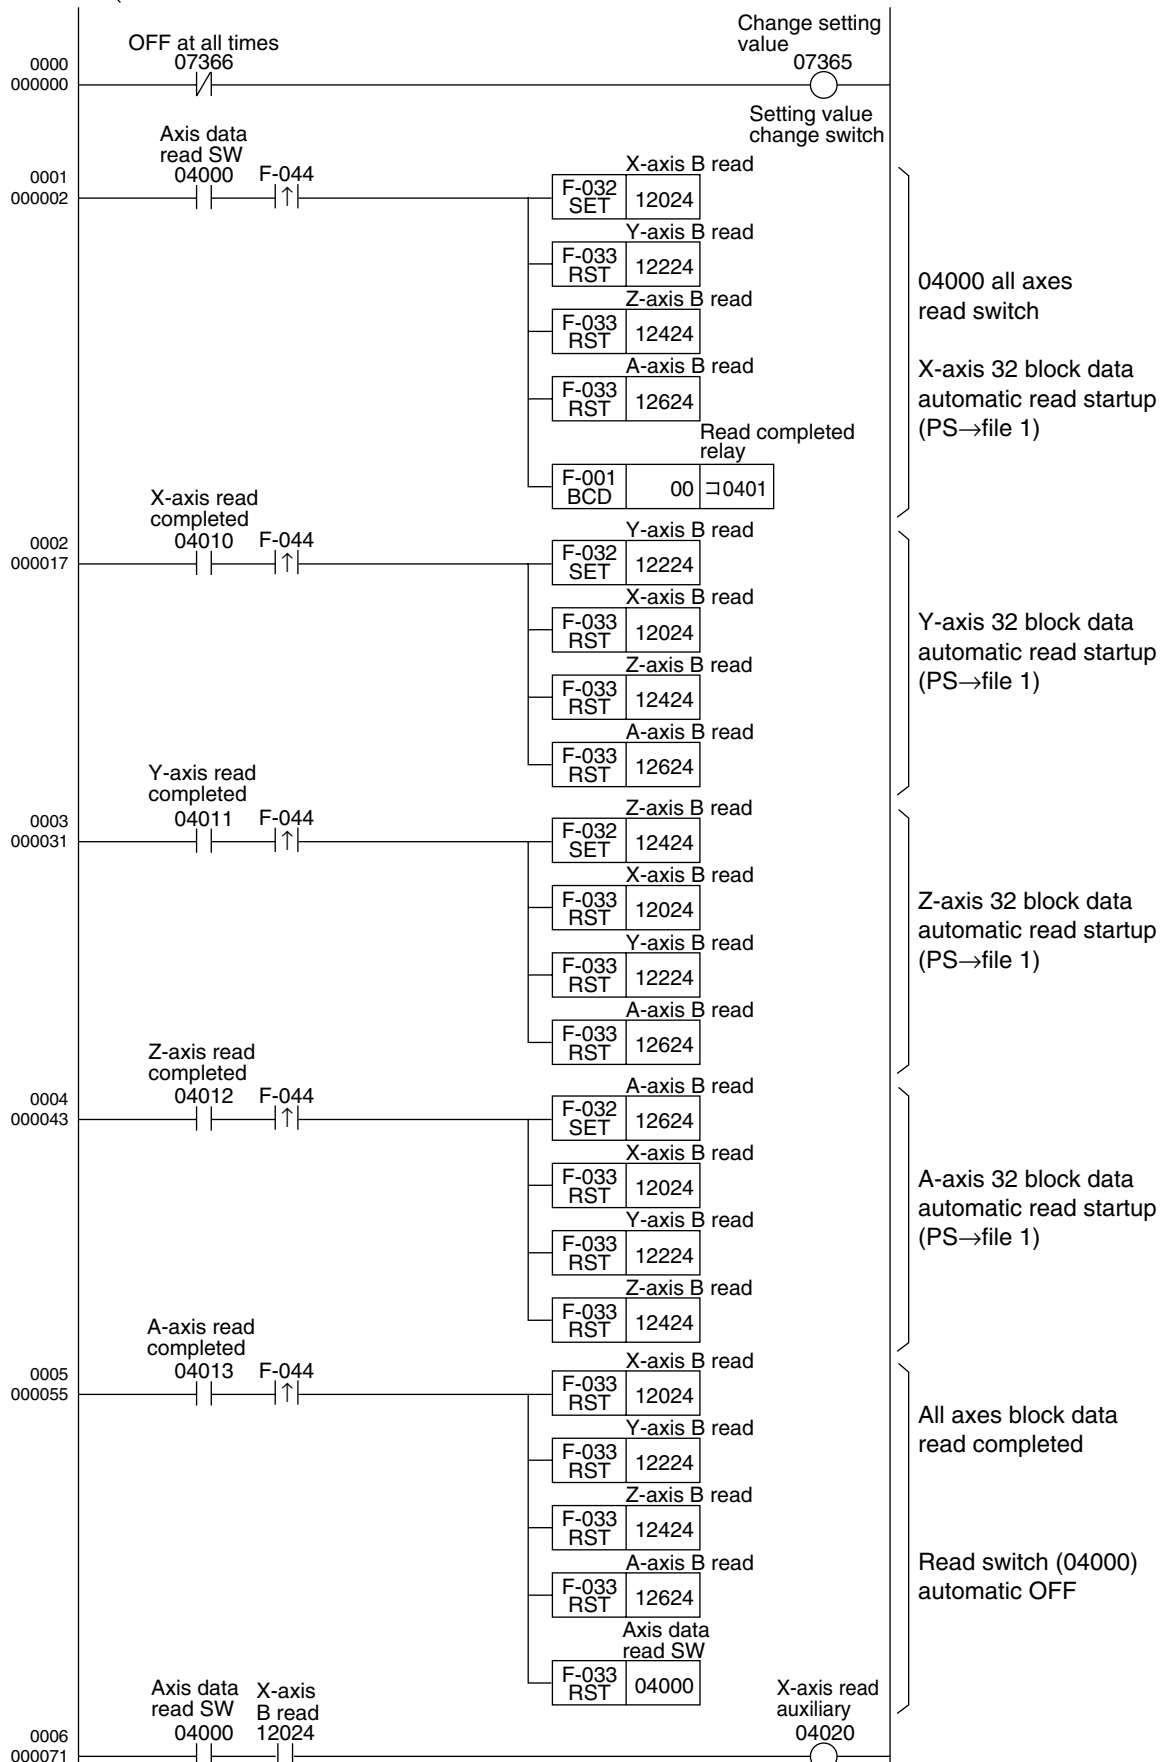 OFF at all times
07366
Change setting
value
07365
0000
000000
Setting value
change switch
Axis data
read SW
04000 F-044
0001
000002
↑
X-axis B read
F-032
SET
12024
Y-axis B read
F-033
RST
12224
Z-axis B read
F-033
RST
12424
A-axis B read
F-033
RST
12624
Read completed
relay
F-001
BCD
00
コ0401
04000 all axes
read switch
X-axis 32 block data
automatic read startup
(PS→file 1)
X-axis read
completed
04010 F-044
0002
000017
↑
Y-axis B read
F-032
SET
12224
X-axis B read
F-033
RST
12024
Z-axis B read
F-033
RST
12424
A-axis B read
F-033
RST
12624
Y-axis 32 block data
automatic read startup
(PS→file 1)
Y-axis read
completed
04011 F-044
0003
000031
↑
Z-axis B read
F-032
SET
12424
X-axis B read
F-033
RST
12024
Y-axis B read
F-033
RST
12224
A-axis B read
F-033
RST
12624
Z-axis 32 block data
automatic read startup
(PS→file 1)
Z-axis read
completed
04012 F-044
0004
000043
↑
A-axis B read
F-032
SET
12624
X-axis B read
F-033
RST
12024
Y-axis B read
F-033
RST
12224
Z-axis B read
F-033
RST
12424
A-axis 32 block data
automatic read startup
(PS→file 1)
A-axis read
completed
04013 F-044
0005
000055
↑
X-axis B read
F-033
RST
12024
Y-axis B read
F-033
RST
12224
Z-axis B read
F-033
RST
12424
A-axis B read
F-033
RST
12624
Axis data
read SW
F-033
RST
04000
All axes block data
read completed
Read switch (04000)
automatic OFF
Axis data
read SW
04000
X-axis
B read
12024
X-axis read
auxiliary
04020
0006
000071